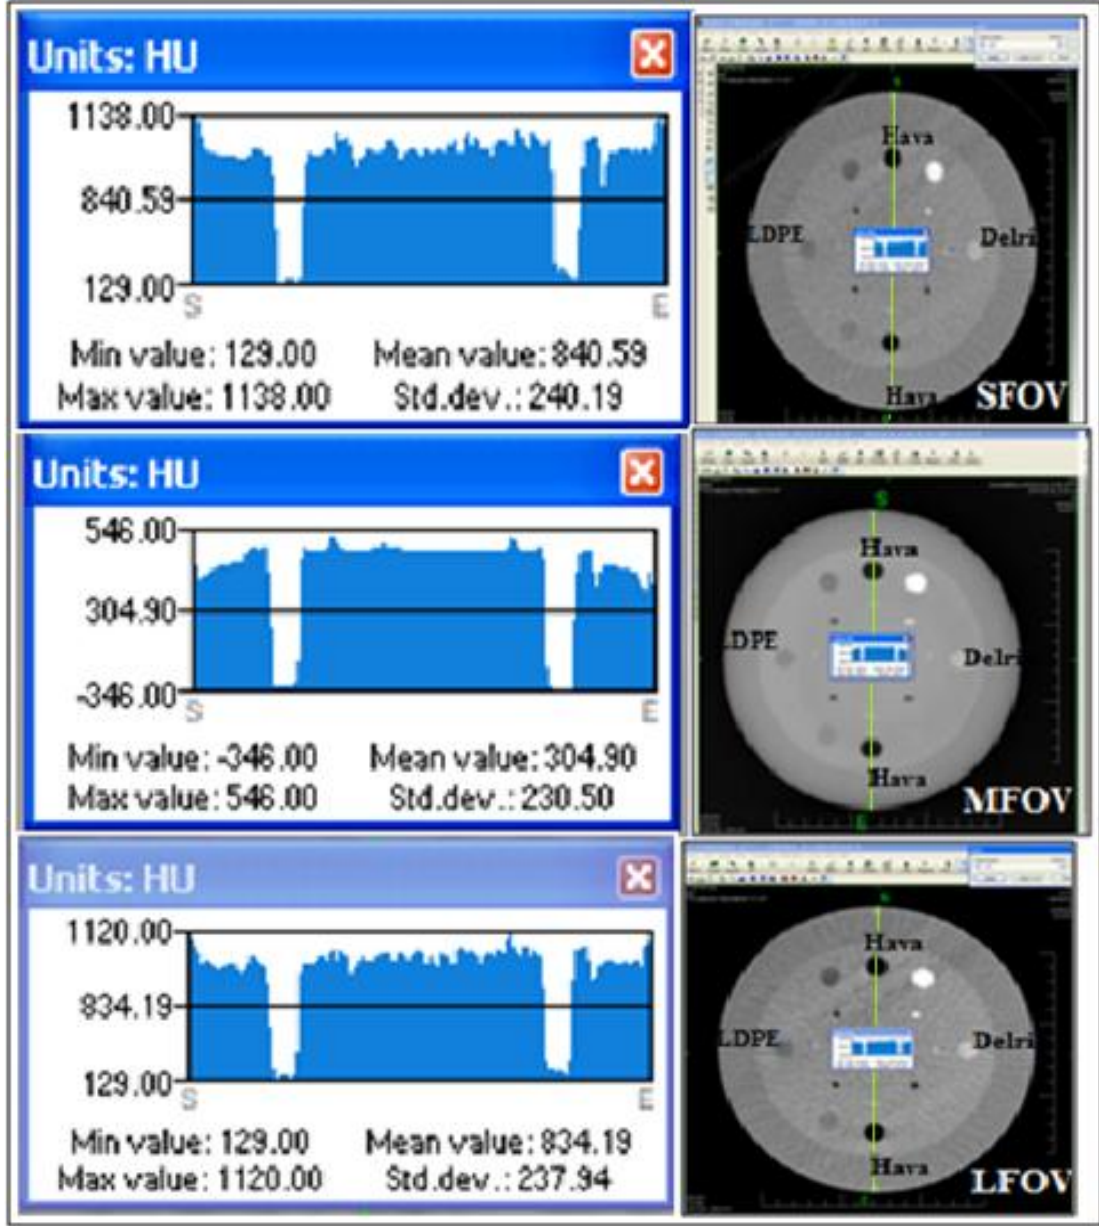 Units: HU
1138.00
840.59
129.00
S
E
Min value: 129.00 Mean value: 840.59
Max value: 1138.00 Std.dev.: 240.19
Hava
LDPE
Delri
Hava
SFOV
Units: HU
546.00
304.90
-346.00
S
E
Min value: -346.00 Mean value: 304.90
Max value: 546.00 Std.dev.: 230.50
S
Hava
LDPE
Delri
Hava
E
MFOV
Units: HU
1120.00
834.19
129.00
S
E
Min value: 129.00 Mean value: 834.19
Max value: 1120.00 Std.dev.: 237.94
Hava
LDPE
Delri
Hava
LFOV